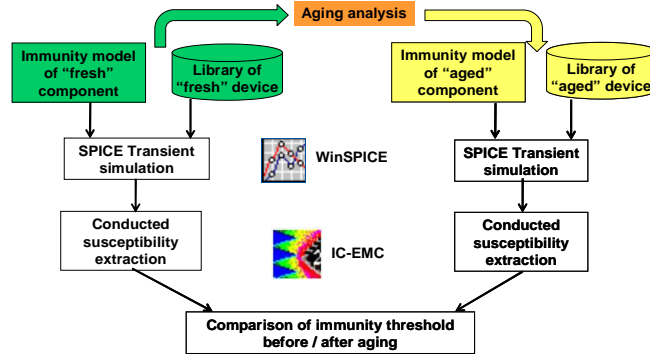 Aging analysis
Immunity model
of “fresh”
component
Library of
“fresh” device
Immunity model
of “aged”
component
Library of
“aged” device
SPICE Transient
simulation
WinSPICE
SPICE Transient
simulation
Conducted
susceptibility
extraction
IC-EMC
Conducted
susceptibility
extraction
Comparison of immunity threshold
before / after aging